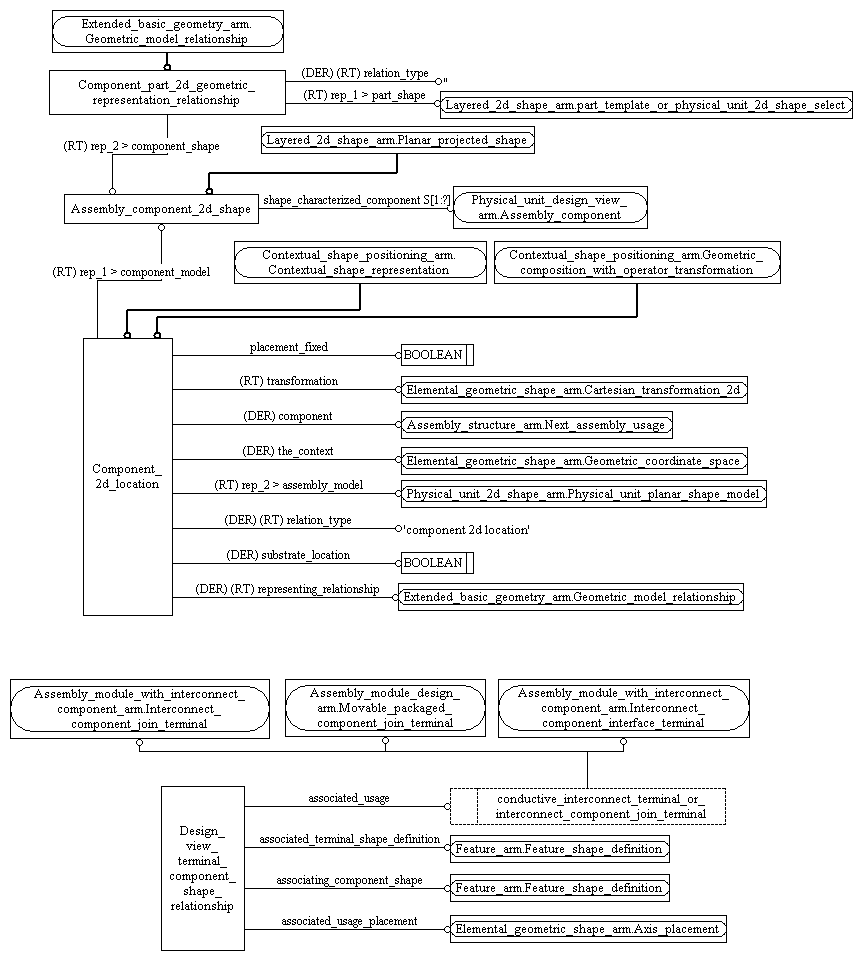 Extended_basic_geometry_arm.
Geometric_model_relationship
Component_part_2d_geometric_
representation_relationship
(DER) (RT) relation_type
''
(RT) rep_1 > part_shape
Layered_2d_shape_arm.part_template_or_physical_unit_2d_shape_select
(RT) rep_2 > component_shape
Layered_2d_shape_arm.Planar_projected_shape
Assembly_component_2d_shape
shape_characterized_component S[1:?]
Physical_unit_design_view_
arm.Assembly_component
(RT) rep_1 > component_model
Contextual_shape_positioning_arm.
Contextual_shape_representation
Contextual_shape_positioning_arm.Geometric_
composition_with_operator_transformation
Component_
2d_location
placement_fixed
BOOLEAN
(RT) transformation
Elemental_geometric_shape_arm.Cartesian_transformation_2d
(DER) component
Assembly_structure_arm.Next_assembly_usage
(DER) the_context
Elemental_geometric_shape_arm.Geometric_coordinate_space
(RT) rep_2 > assembly_model
Physical_unit_2d_shape_arm.Physical_unit_planar_shape_model
(DER) (RT) relation_type
'component 2d location'
(DER) substrate_location
BOOLEAN
(DER) (RT) representing_relationship
Extended_basic_geometry_arm.Geometric_model_relationship
Assembly_module_with_interconnect_
component_arm.Interconnect_
component_join_terminal
Assembly_module_design_
arm.Movable_packaged_
component_join_terminal
Assembly_module_with_interconnect_
component_arm.Interconnect_
component_interface_terminal
Design_
view_
terminal_
component_
shape_
relationship
associated_usage
conductive_interconnect_terminal_or_
interconnect_component_join_terminal
associated_terminal_shape_definition
Feature_arm.Feature_shape_definition
associating_component_shape
Feature_arm.Feature_shape_definition
associated_usage_placement
Elemental_geometric_shape_arm.Axis_placement